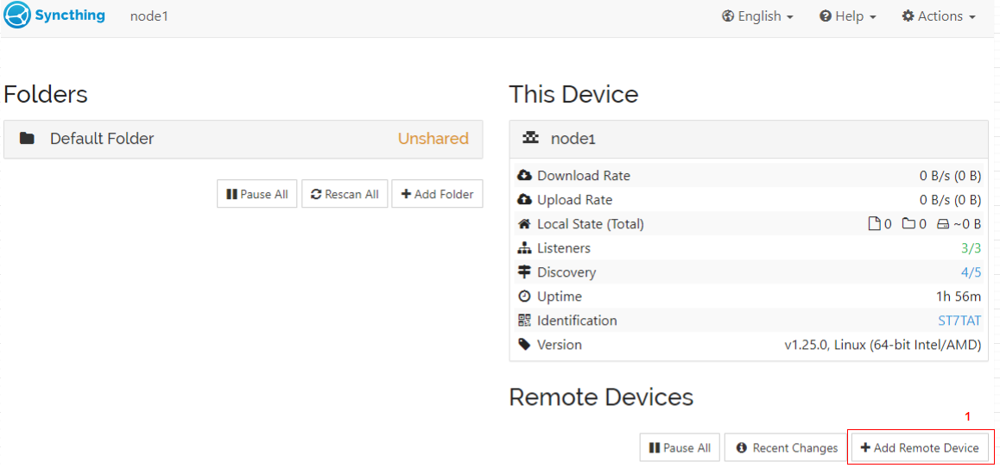 Syncthing node1 English Help Actions
Folders
Default Folder Unshared
Pause All Rescan All Add Folder
This Device
node1
Download Rate 0 B/s (0 B)
Upload Rate 0 B/s (0 B)
Local State (Total) 0 0 ~0 B
Listeners 3/3
Discovery 4/5
Uptime 1h 56m
Identification ST7TAT
Version v1.25.0, Linux (64-bit Intel/AMD)
Remote Devices
1
Pause All Recent Changes Add Remote Device